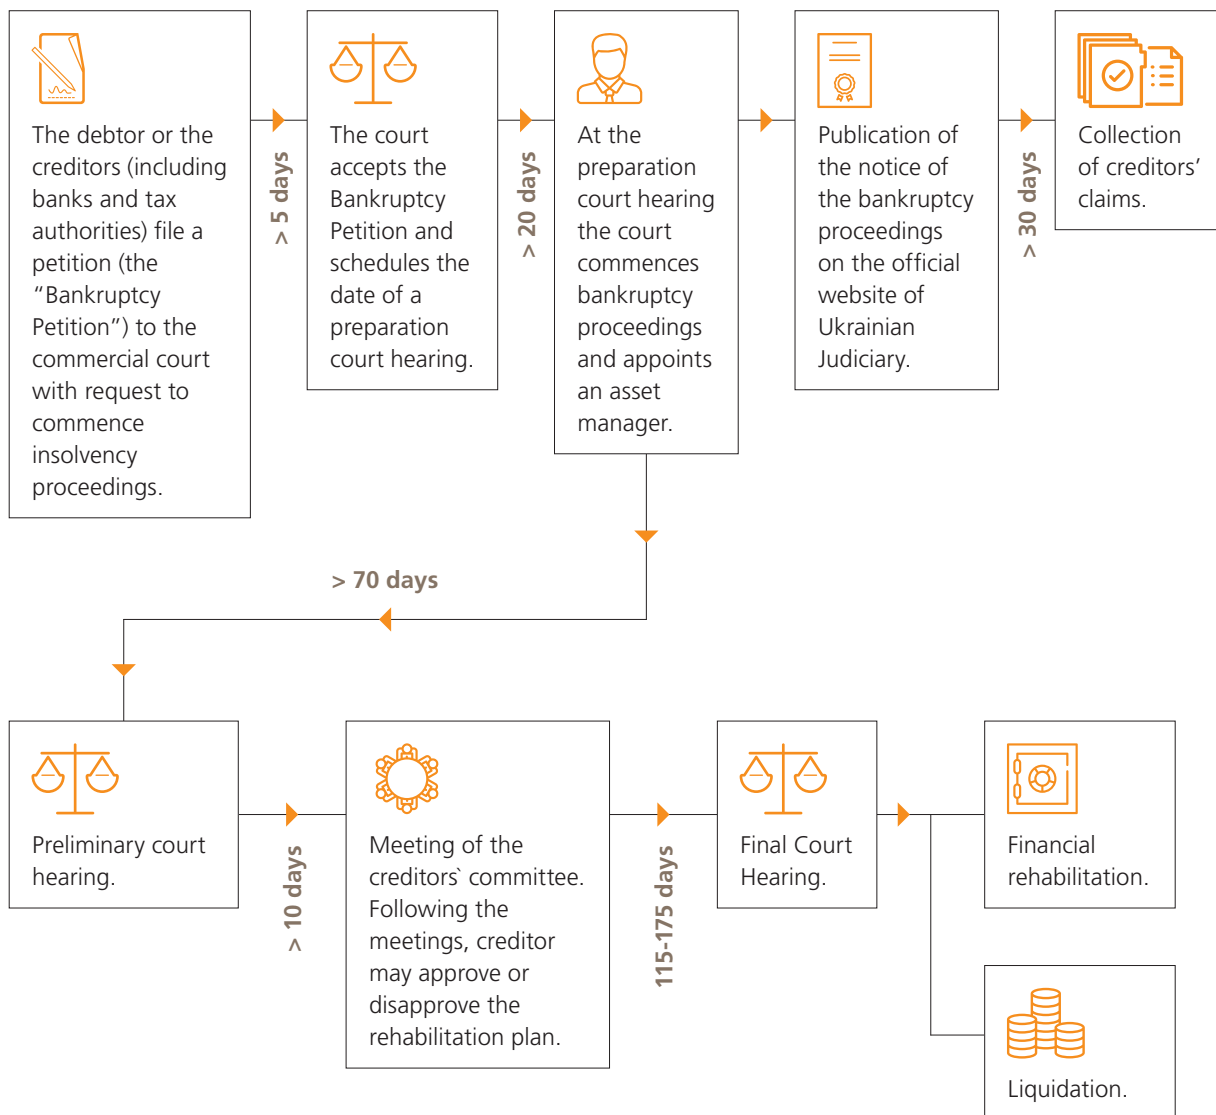 The debtor or the
creditors (including
banks and tax
authorities) file a
petition (the
“Bankruptcy
Petition”) to the
commercial court
with request to
commence
insolvency
proceedings.
> 5 days
The court
accepts the
Bankruptcy
Petition and
schedules the
date of a
preparation
court hearing.
> 20 days
At the
preparation
court hearing
the court
commences
bankruptcy
proceedings
and appoints
an asset
manager.
Publication of
the notice of
the bankruptcy
proceedings
on the official
website of
Ukrainian
Judiciary.
> 30 days
Collection
of creditors’
claims.
> 70 days
Preliminary court
hearing.
> 10 days
Meeting of the
creditors` committee.
Following the
meetings, creditor
may approve or
disapprove the
rehabilitation plan.
115-175 days
Final Court
Hearing.
Financial
rehabilitation.
Liquidation.